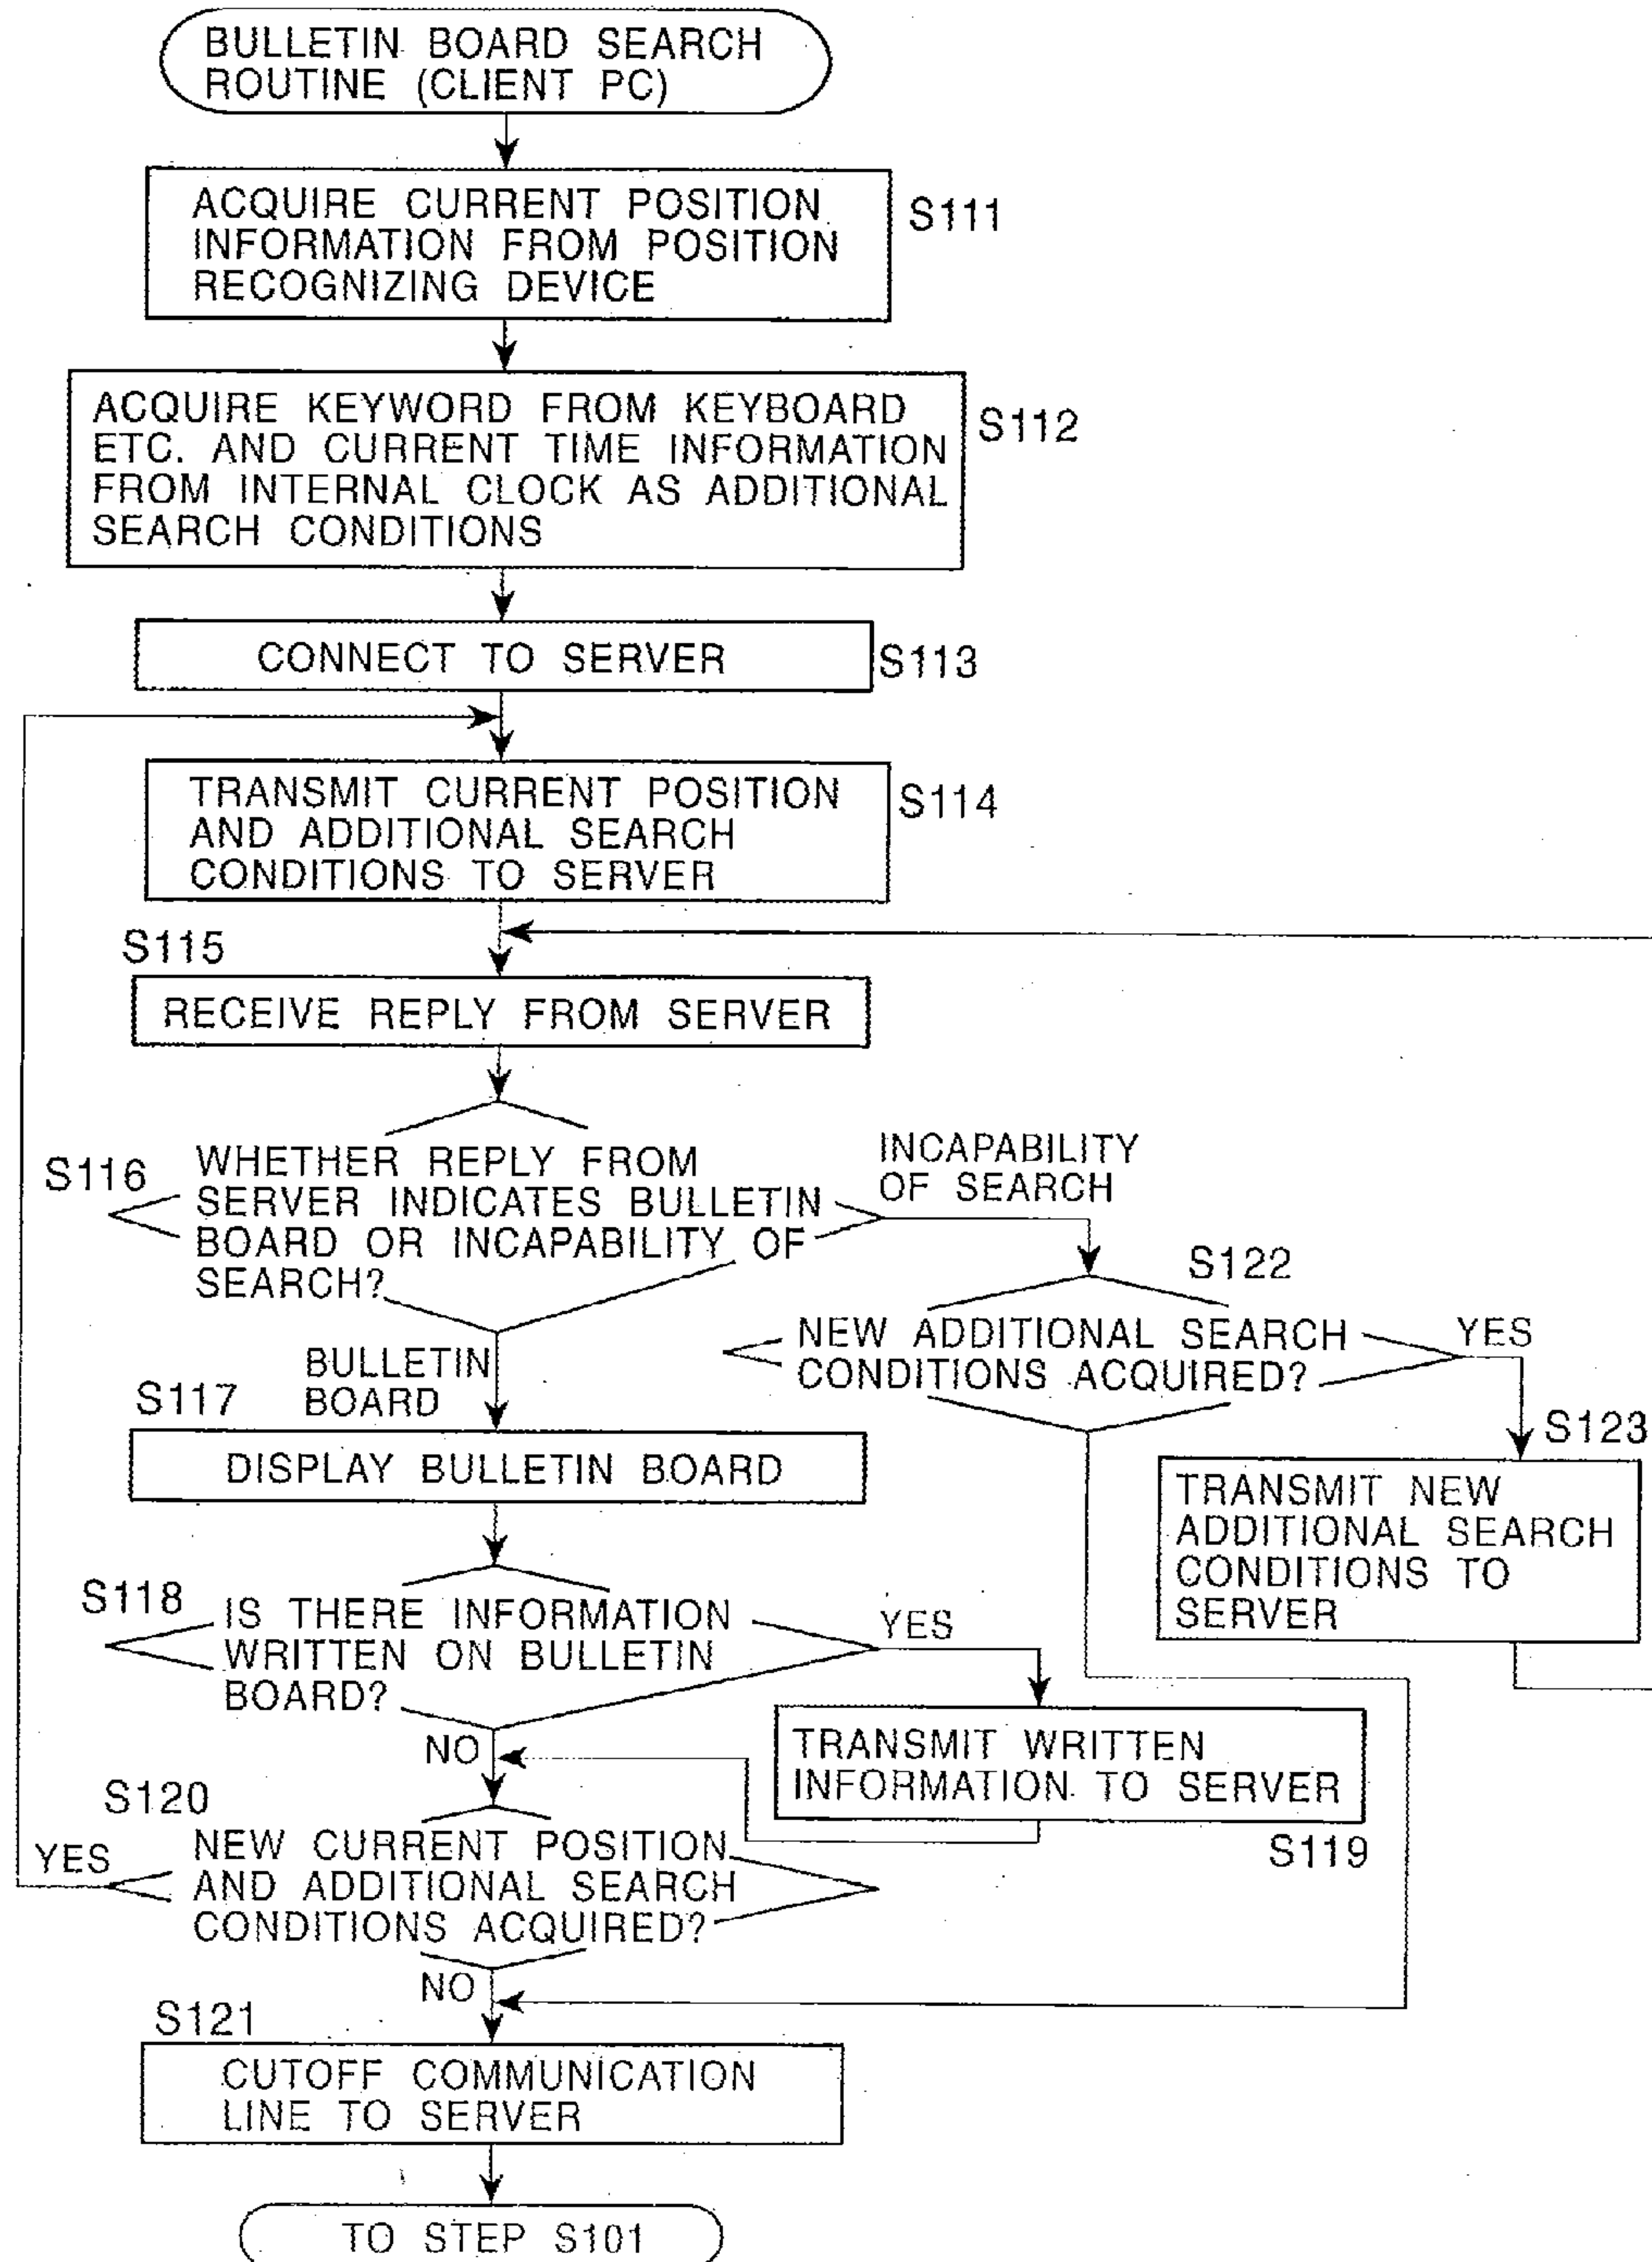 BULLETIN BOARD SEARCH
ROUTINE (CLIENT PC)
ACQUIRE CURRENT POSITION
INFORMATION FROM POSITION
RECOGNIZING DEVICE
S111
ACQUIRE KEYWORD FROM KEYBOARD
ETC. AND CURRENT TIME INFORMATION
FROM INTERNAL CLOCK AS ADDITIONAL
SEARCH CONDITIONS
S112
CONNECT TO SERVER
S113
TRANSMIT CURRENT POSITION
AND ADDITIONAL SEARCH
CONDITIONS TO SERVER
S114
S115
RECEIVE REPLY FROM SERVER
S116
WHETHER REPLY FROM
SERVER INDICATES BULLETIN
BOARD OR INCAPABILITY OF
SEARCH?
INCAPABILITY
OF SEARCH
S122
NEW ADDITIONAL SEARCH
CONDITIONS ACQUIRED?
YES
BULLETIN
BOARD
S117
DISPLAY BULLETIN BOARD
S123
TRANSMIT NEW
ADDITIONAL SEARCH
CONDITIONS TO
SERVER
S118
IS THERE INFORMATION
WRITTEN ON BULLETIN
BOARD?
YES
NO
TRANSMIT WRITTEN
INFORMATION TO SERVER
S119
S120
YES
NEW CURRENT POSITION
AND ADDITIONAL SEARCH
CONDITIONS ACQUIRED?
NO
S121
CUTOFF COMMUNICATION
LINE TO SERVER
TO STEP S101